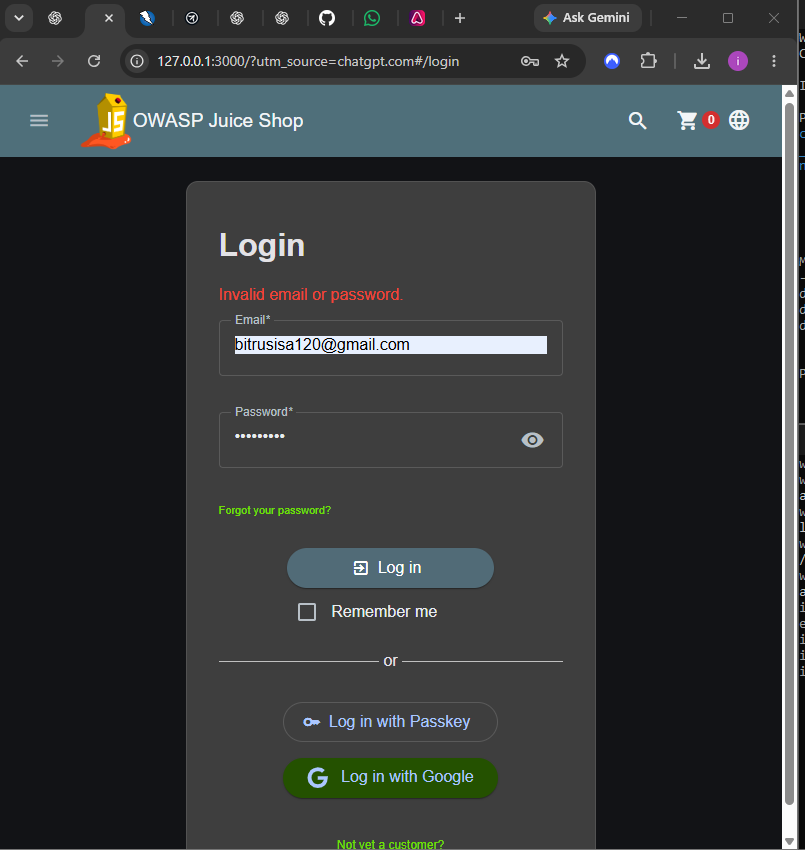 Ask Gemini
127.0.0.1:3000/?utm_source=chatgpt.com#/login
i
JS
OWASP Juice Shop
0
Login
Invalid email or password.
Email*
bitrusisa120@gmail.com
Password*
•••••••••
Forgot your password?
Log in
Remember me
or
Log in with Passkey
G
Log in with Google
Not yet a customer?